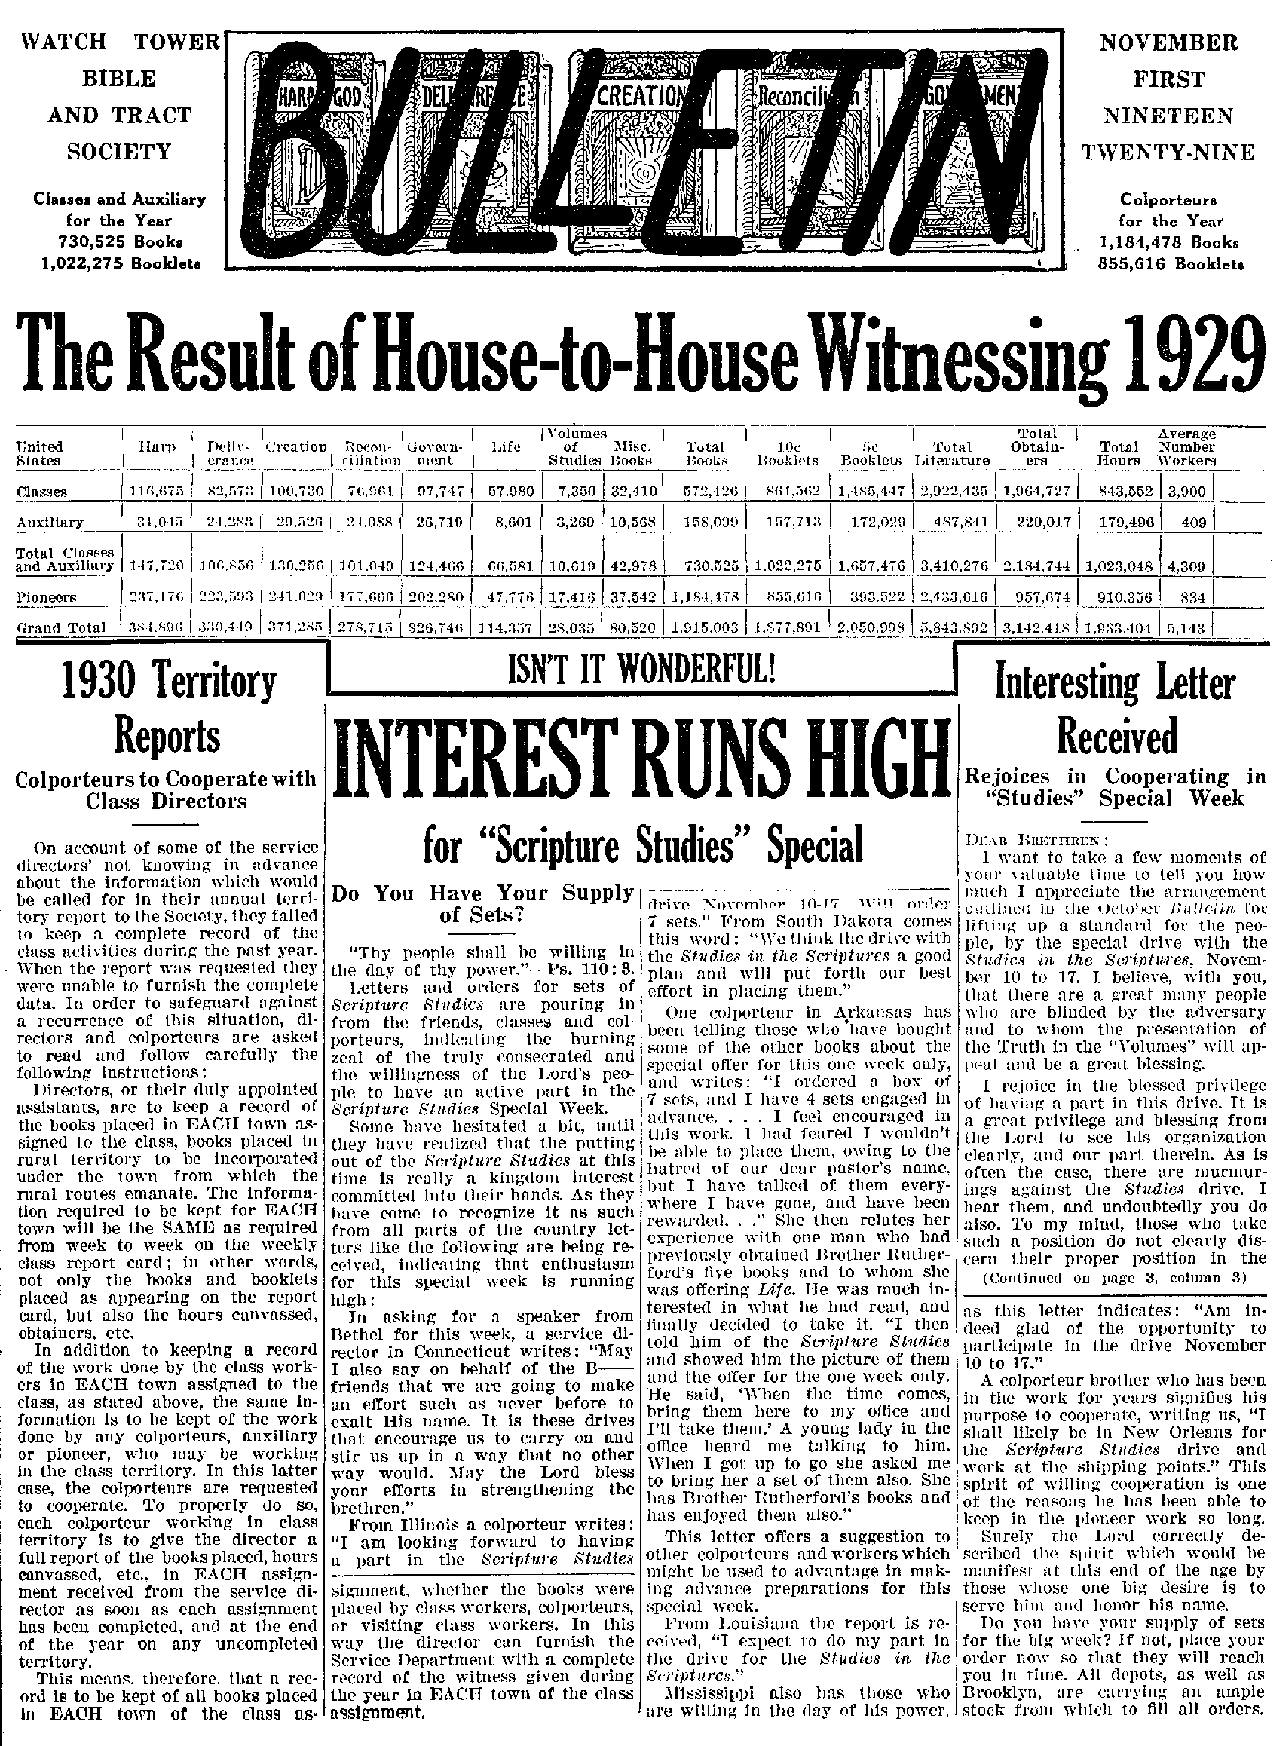 WATCH TOWER
BIBLE
AND TRACT
SOCIETY
Classes and Auxiliary
for the Year
730,525 Books
1,022,275 Booklets
BULLETIN
HARP GOD
CREATION
NOVEMBER
FIRST
NINETEEN
TWENTY-NINE
Colporteurs
for the Year
1,184,478 Books
855,616 Booklets
The Result of House-to-House Witnessing 1929
United States Harp Deliv-erance Creation Recon-ciliation Govern-ment Life Volumes of Studies Misc. Books Total Books 10c Booklets 5c Booklets Total Literature Total Obtain-ers Total Hours Average Number Workers
Classes 116,675 82,573 100,730 76,961 97,747 57,980 7,350 32,410 572,426 864,562 1,485,447 2,922,435 1,964,727 843,552 3,900
Auxiliary 31,045 24,283 29,526 24,088 26,719 8,601 3,269 10,568 158,099 157,713 172,029 487,841 220,017 179,496 409
Total Classes
and Auxiliary 147,720 106,856 130,256 101,049 124,466 66,581 10,619 42,978 730,525 1,022,275 1,657,476 3,410,276 2,184,744 1,023,048 4,309
Pioneers 237,176 223,593 241,029 177,666 202,280 47,776 17,416 37,542 1,184,478 855,616 393,522 2,433,616 957,674 910,356 834
Grand Total 384,896 330,449 371,285 278,715 326,746 114,357 28,035 80,520 1,915,003 1,877,891 2,050,998 5,843,892 3,142,418 1,933,404 5,143
1930 Territory
Reports
Colporteurs to Cooperate with
Class Directors
On account of some of the service
directors' not knowing in advance
about the information which would
be called for in their annual terri-
tory report to the Society, they failed
to keep a complete record of the
class activities during the past year.
When the report was requested they
were unable to furnish the complete
data. In order to safeguard against
a recurrence of this situation, di-
rectors and colporteurs are asked
to read and follow carefully the
following instructions:
Directors, or their duly appointed
assistants, are to keep a record of
the books placed in EACH town as-
signed to the class, books placed in
rural territory to be incorporated
under the town from which the
rural routes emanate. The informa-
tion required to be kept for EACH
town will be the SAME as required
from week to week on the weekly
class report card; in other words,
not only the books and booklets
placed as appearing on the report
card, but also the hours canvassed,
obtainers, etc.
In addition to keeping a record
of the work done by the class work-
ers in EACH town assigned to the
class, as stated above, the same in-
formation is to be kept of the work
done by any colporteurs, auxiliary
or pioneer, who may be working
in the class territory. In this latter
case, the colporteurs are requested
to cooperate. To properly do so,
each colporteur working in class
territory is to give the director a
full report of the books placed, hours
canvassed, etc., in EACH assign-
ment received from the service di-
rector as soon as each assignment
has been completed, and at the end
of the year on any uncompleted
territory.
This means, therefore, that a rec-
ord is to be kept of all books placed
in EACH town of the class as-
signment, whether the books were
placed by class workers, colporteurs,
or visiting class workers. In this
way the director can furnish the
Service Department with a complete
record of the witness given during
the year in EACH town of the class
assignment.
ISN'T IT WONDERFUL!
INTEREST RUNS HIGH
for "Scripture Studies" Special
Do You Have Your Supply
of Sets?
"Thy people shall be willing in
the day of thy power."—Ps. 110:3.
Letters and orders for sets of
Scripture Studies are pouring in
from the friends, classes and col-
porteurs, indicating the burning
zeal of the truly consecrated and
the willingness of the Lord's peo-
ple to have an active part in the
Scripture Studies Special Week.
Some have hesitated a bit, until
they have realized that the putting
out of the Scripture Studies at this
time is really a kingdom interest
committed into their hands. As they
have come to recognize it as such
from all parts of the country let-
ters like the following are being re-
ceived, indicating that enthusiasm
for this special week is running
high:
In asking for a speaker from
Bethel for this week, a service di-
rector in Connecticut writes: "May
I also say on behalf of the B——
friends that we are going to make
an effort such as never before to
exalt His name. It is these drives
that encourage us to carry on and
stir us up in a way that no other
way would. May the Lord bless
your efforts in strengthening the
brethren."
From Illinois a colporteur writes:
"I am looking forward to having
a part in the Scripture Studies
drive November 10-17. Will order
7 sets." From South Dakota comes
this word: "We think the drive with
the Studies in the Scriptures a good
plan and will put forth our best
effort in placing them."
One colporteur in Arkansas has
been telling those who have bought
some of the other books about the
special offer for this one week only,
and writes: "I ordered a box of
7 sets, and I have 4 sets engaged in
advance. . . . I feel encouraged in
this work. I had feared I wouldn't
be able to place them, owing to the
hatred of our dear pastor's name,
but I have talked of them every-
where I have gone, and have been
rewarded. . ." She then relates her
experience with one man who had
previously obtained Brother Ruther-
ford's five books and to whom she
was offering Life. He was much in-
terested in what he had read, and
finally decided to take it. "I then
told him of the Scripture Studies
and showed him the picture of them
and the offer for the one week only.
He said, 'When the time comes,
bring them here to my office and
I'll take them.' A young lady in the
office heard me talking to him.
When I got up to go she asked me
to bring her a set of them also. She
has Brother Rutherford's books and
has enjoyed them also."
This letter offers a suggestion to
other colporteurs and workers which
might be used to advantage in mak-
ing advance preparations for this
special week.
From Louisiana the report is re-
ceived, "I expect to do my part in
the drive for the Studies in the
Scriptures."
Mississippi also has those who
are willing in the day of his power,
as this letter indicates: "Am in-
deed glad of the opportunity to
participate in the drive November
10 to 17."
A colporteur brother who has been
in the work for years signifies his
purpose to cooperate, writing us, "I
shall likely be in New Orleans for
the Scripture Studies drive and
work at the shipping points." This
spirit of willing cooperation is one
of the reasons he has been able to
keep in the pioneer work so long.
Surely the Lord correctly de-
scribed the spirit which would be
manifest at this end of the age by
those whose one big desire is to
serve him and honor his name.
Do you have your supply of sets
for the big week? If not, place your
order now so that they will reach
you in time. All depots, as well as
Brooklyn, are carrying an ample
stock from which to fill all orders.
Interesting Letter
Received
Rejoices in Cooperating in
"Studies" Special Week
DEAR BRETHREN:
I want to take a few moments of
your valuable time to tell you how
much I appreciate the arrangement
outlined in the October Bulletin for
lifting up a standard for the peo-
ple, by the special drive with the
Studies in the Scriptures, Novem-
ber 10 to 17. I believe, with you,
that there are a great many people
who are blinded by the adversary
and to whom the presentation of
the Truth in the "Volumes" will ap-
peal and be a great blessing.
I rejoice in the blessed privilege
of having a part in this drive. It is
a great privilege and blessing from
the Lord to see his organization
clearly, and our part therein. As is
often the case, there are murmur-
ings against the Studies drive. I
hear them, and undoubtedly you do
also. To my mind, those who take
such a position do not clearly dis-
cern their proper position in the
(Continued on page 3, column 3)